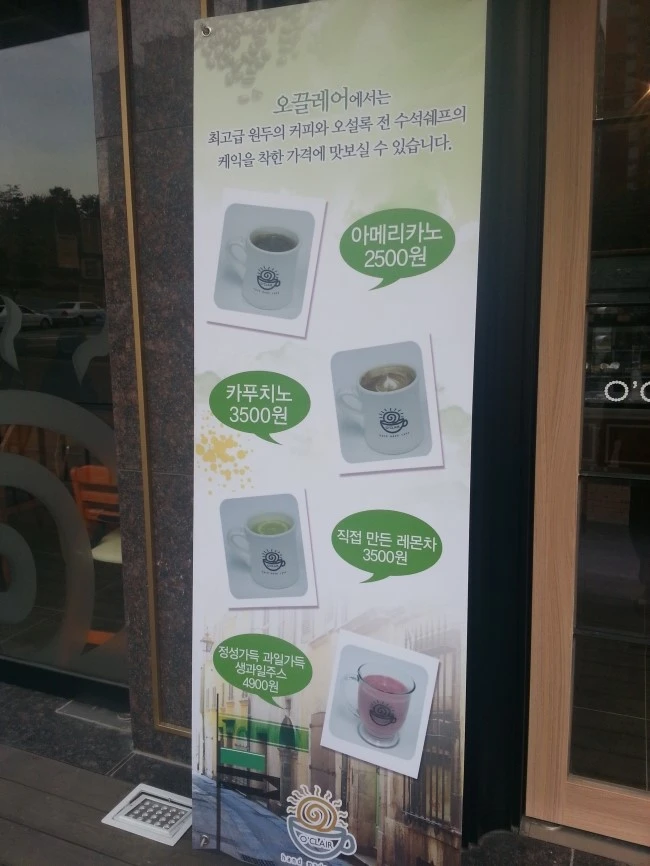 오끌레어에서는
최고급 원두의 커피와 오설록 전 수석쉐프의
케익을 착한 가격에 맛보실 수 있습니다.
아메리카노
2500원
카푸치노
3500원
직접 만든 레몬차
3500원
정성가득 과일가득
생과일주스
4900원
O'CLAIR
hand
O'C